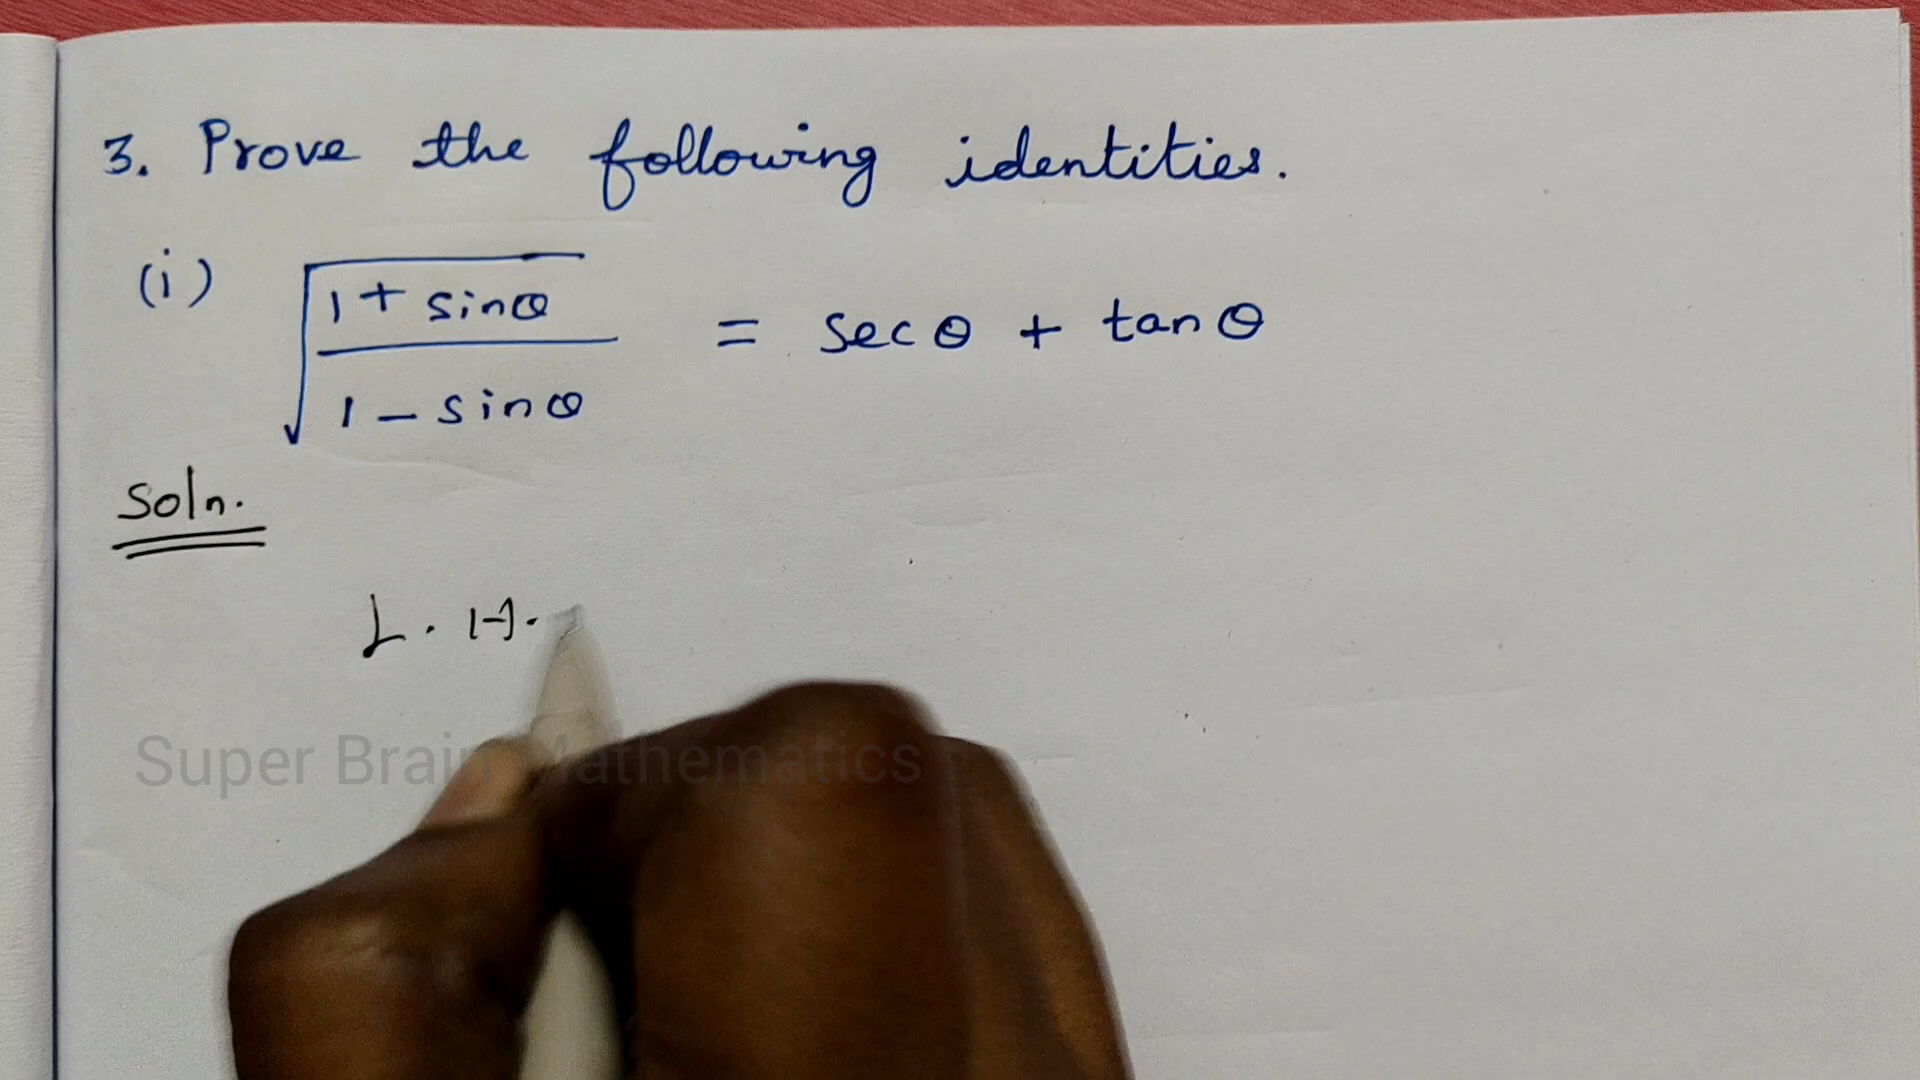 3. Prove the following identities.
(i) √(1 + sinθ / 1 - sinθ) = secθ + tanθ
Soln.
L.H.
Super Brain Mathematics